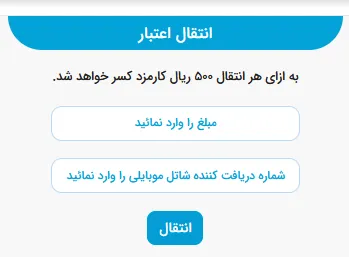 انتقال اعتبار
به ازای هر انتقال ۵۰۰ ریال کارمزد کسر خواهد شد.
مبلغ را وارد نمائید
شماره دریافت کننده شاتل موبایلی را وارد نمائید
انتقال